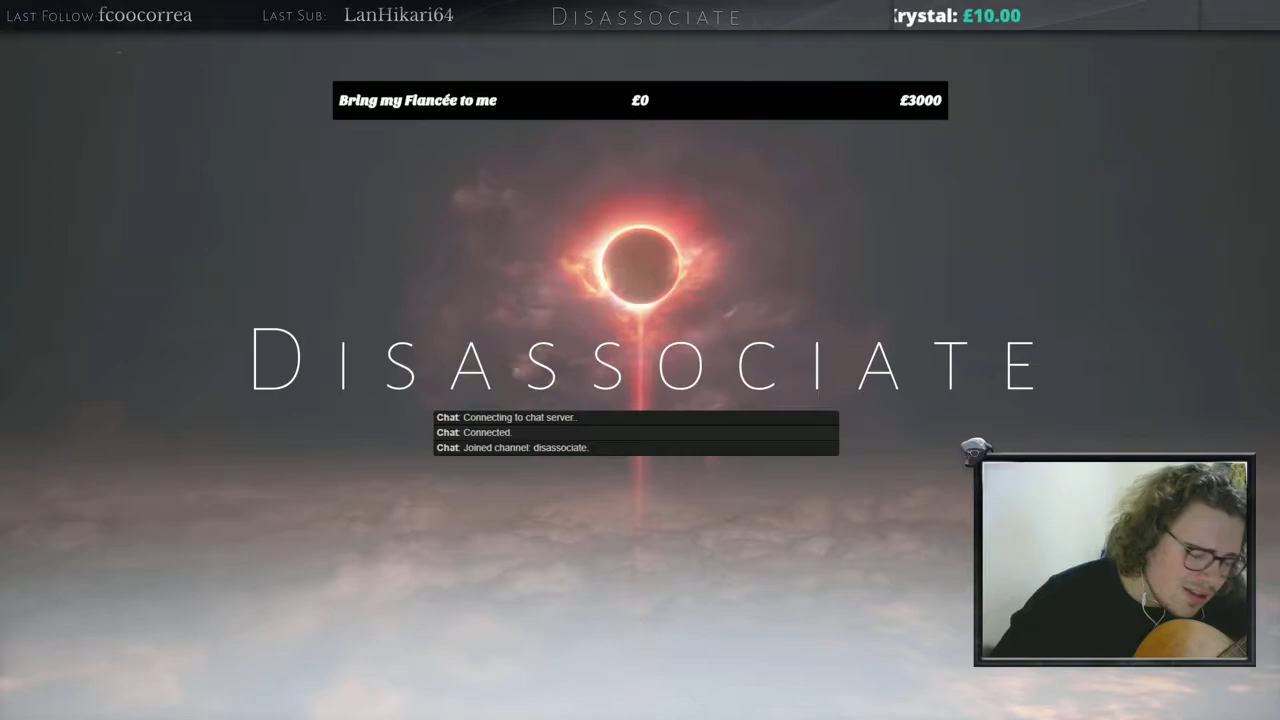 Last Follow: fcoocorrea
Last Sub: LanHikari64
Disassociate
Krystal: £10.00
Bring my Fiancée to me £0 £3000
Disassociate
Chat: Connecting to chat server..
Chat: Connected.
Chat: Joined channel: disassociate.